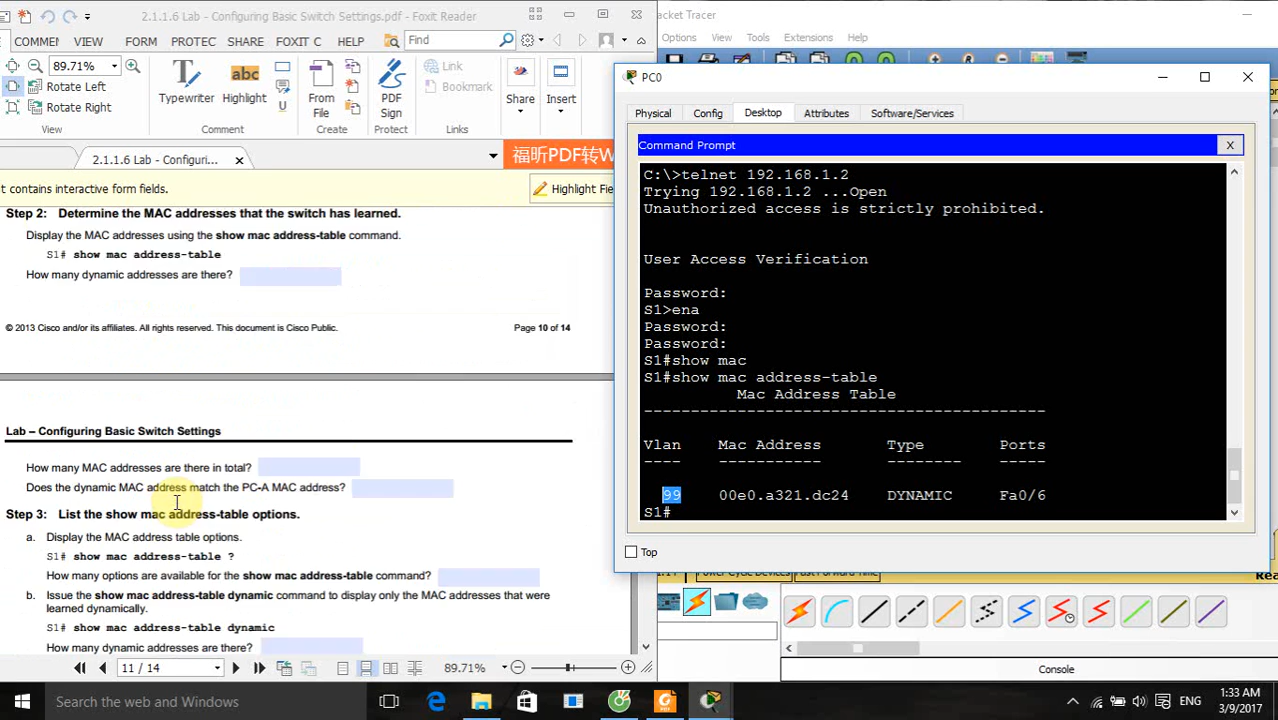 2.1.1.6 Lab - Configuring Basic Switch Settings.pdf - Foxit Reader
COMMEN VIEW FORM PROTEC SHARE FOXIT C HELP Find
89.71%
Rotate Left
Rotate Right
View
Typewriter
Highlight
Comment
From File
Create
PDF Sign
Protect
Link
Bookmark
Links
Share
Insert
2.1.1.6 Lab - Configuri...
福昕PDF转W
t contains interactive form fields.
Highlight Fie
Step 2: Determine the MAC addresses that the switch has learned.
Display the MAC addresses using the show mac address-table command.
S1# show mac address-table
How many dynamic addresses are there?
© 2013 Cisco and/or its affiliates. All rights reserved. This document is Cisco Public.
Page 10 of 14
Lab – Configuring Basic Switch Settings
How many MAC addresses are there in total?
Does the dynamic MAC address match the PC-A MAC address?
Step 3: List the show mac address-table options.
a. Display the MAC address table options.
S1# show mac address-table ?
How many options are available for the show mac address-table command?
b. Issue the show mac address-table dynamic command to display only the MAC addresses that were
learned dynamically.
S1# show mac address-table dynamic
How many dynamic addresses are there?
11 / 14
89.71%
acket Tracer
Options View Tools Extensions Help
PC0
Physical Config Desktop Attributes Software/Services
Command Prompt
X
C:\>telnet 192.168.1.2
Trying 192.168.1.2 ...Open
Unauthorized access is strictly prohibited.
User Access Verification
Password:
S1>ena
Password:
Password:
S1#show mac
S1#show mac address-table
Mac Address Table
-------------------------------------------
Vlan Mac Address Type Ports
---- ----------- -------- -----
99 00e0.a321.dc24 DYNAMIC Fa0/6
S1#
Top
Power Cycle Devices Fast Forward Time
Rea
Console
Search the web and Windows
ENG
1:33 AM
3/9/2017